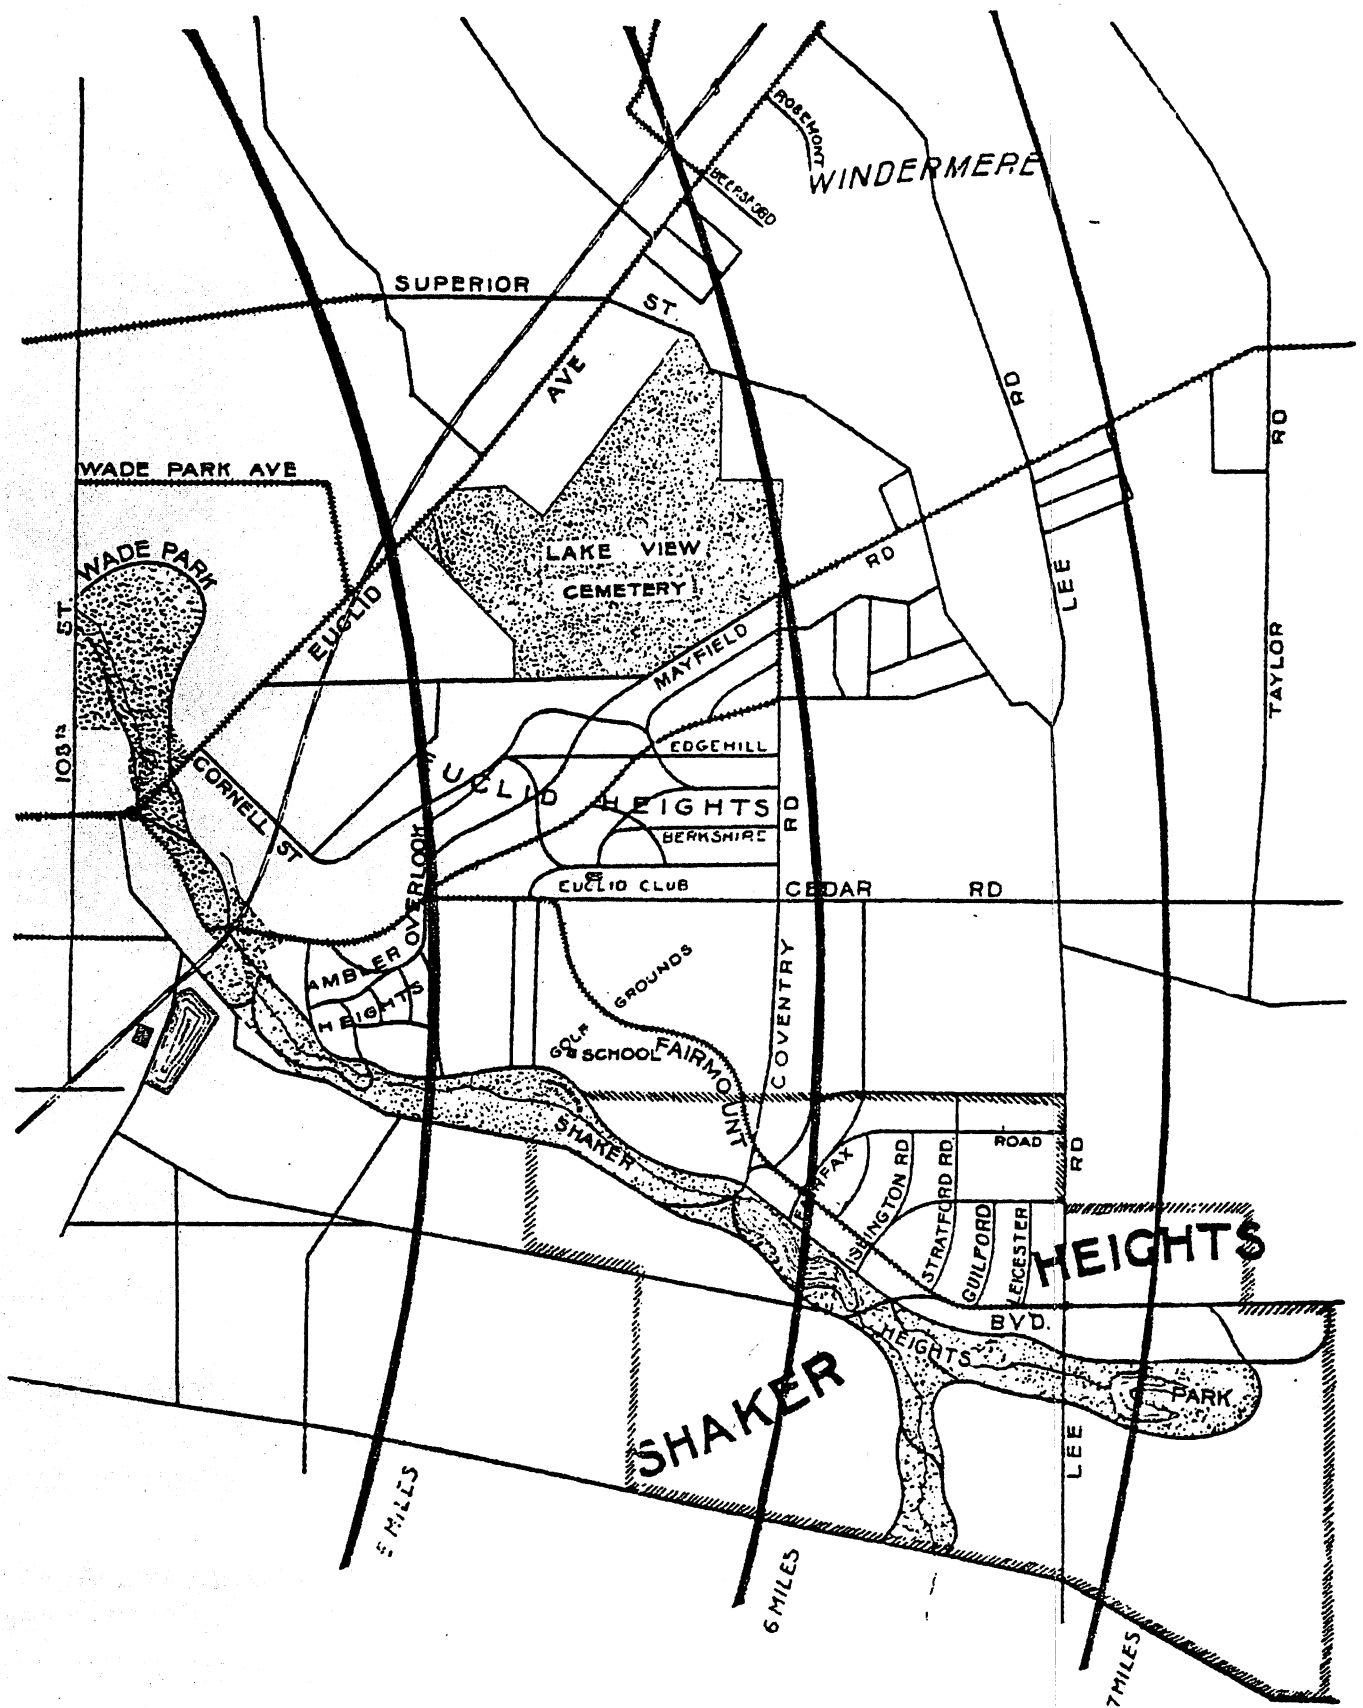 ROSEMONT
WINDERMERE
SUPERIOR
ST.
AVE
RD
RD
WADE PARK AVE
WADE PARK
LAKE VIEW
CEMETERY
RD
LEE
ST.
EUCLID
MAYFIELD
TAYLOR
108TH
CORNELL ST
EDGEHILL
EUCLID HEIGHTS
RD
BERKSHIRE
OVERLOOK
EUCLID CLUB
CEDAR RD
AMBLER
HEIGHTS
GROUNDS
GOLF
SCHOOL
FAIRMOUNT
COVENTRY
SHAKER
ROAD
RD
FAIRFAX
STRATFORD RD.
GUILFORD
LEICESTER
HEIGHTS
BVD.
HEIGHTS
PARK
SHAKER
LEE
MILES
6 MILES
7 MILES